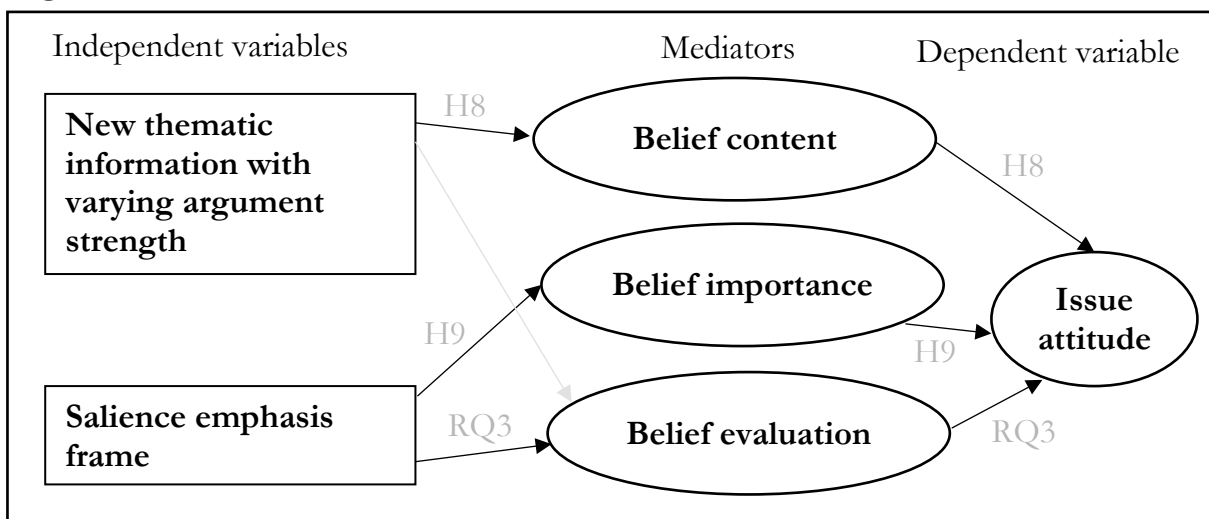 Independent variables
Mediators
Dependent variable
New thematic
information with
varying argument
strength
H8
Belief content
H8
Belief importance
Issue
attitude
H9
H9
Salience emphasis
frame
RQ3
Belief evaluation
RQ3